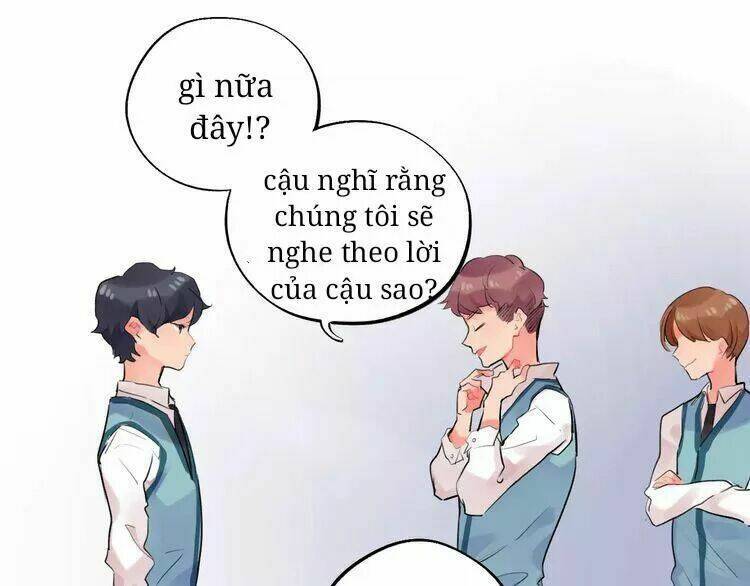 gì nữa
đây!?
cậu nghĩ rằng
chúng tôi sẽ
nghe theo lời
của cậu sao?